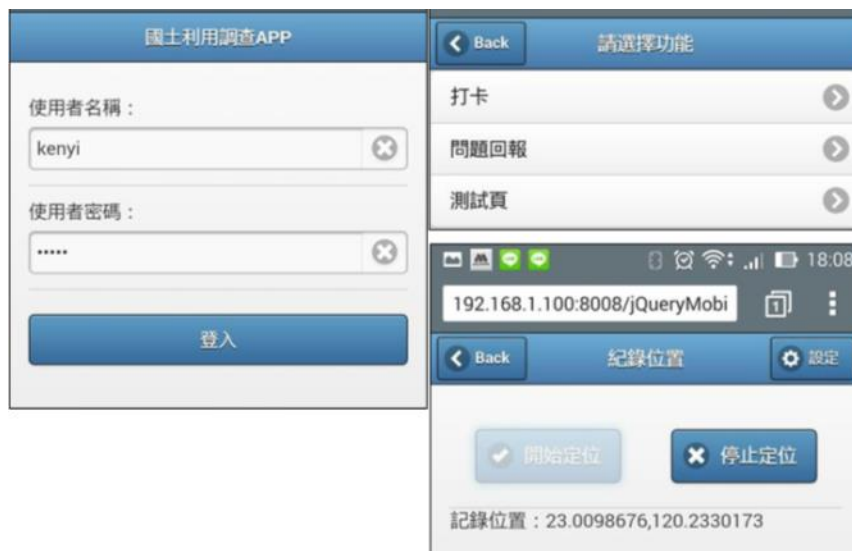 國土利用調查APP
使用者名稱：
kenyi
使用者密碼：
•••••
登入
Back
請選擇功能
打卡
問題回報
測試頁
18:08
192.168.1.100:8008/jQueryMobi
1
Back
紀錄位置
設定
開始定位
停止定位
記錄位置：23.0098676,120.2330173